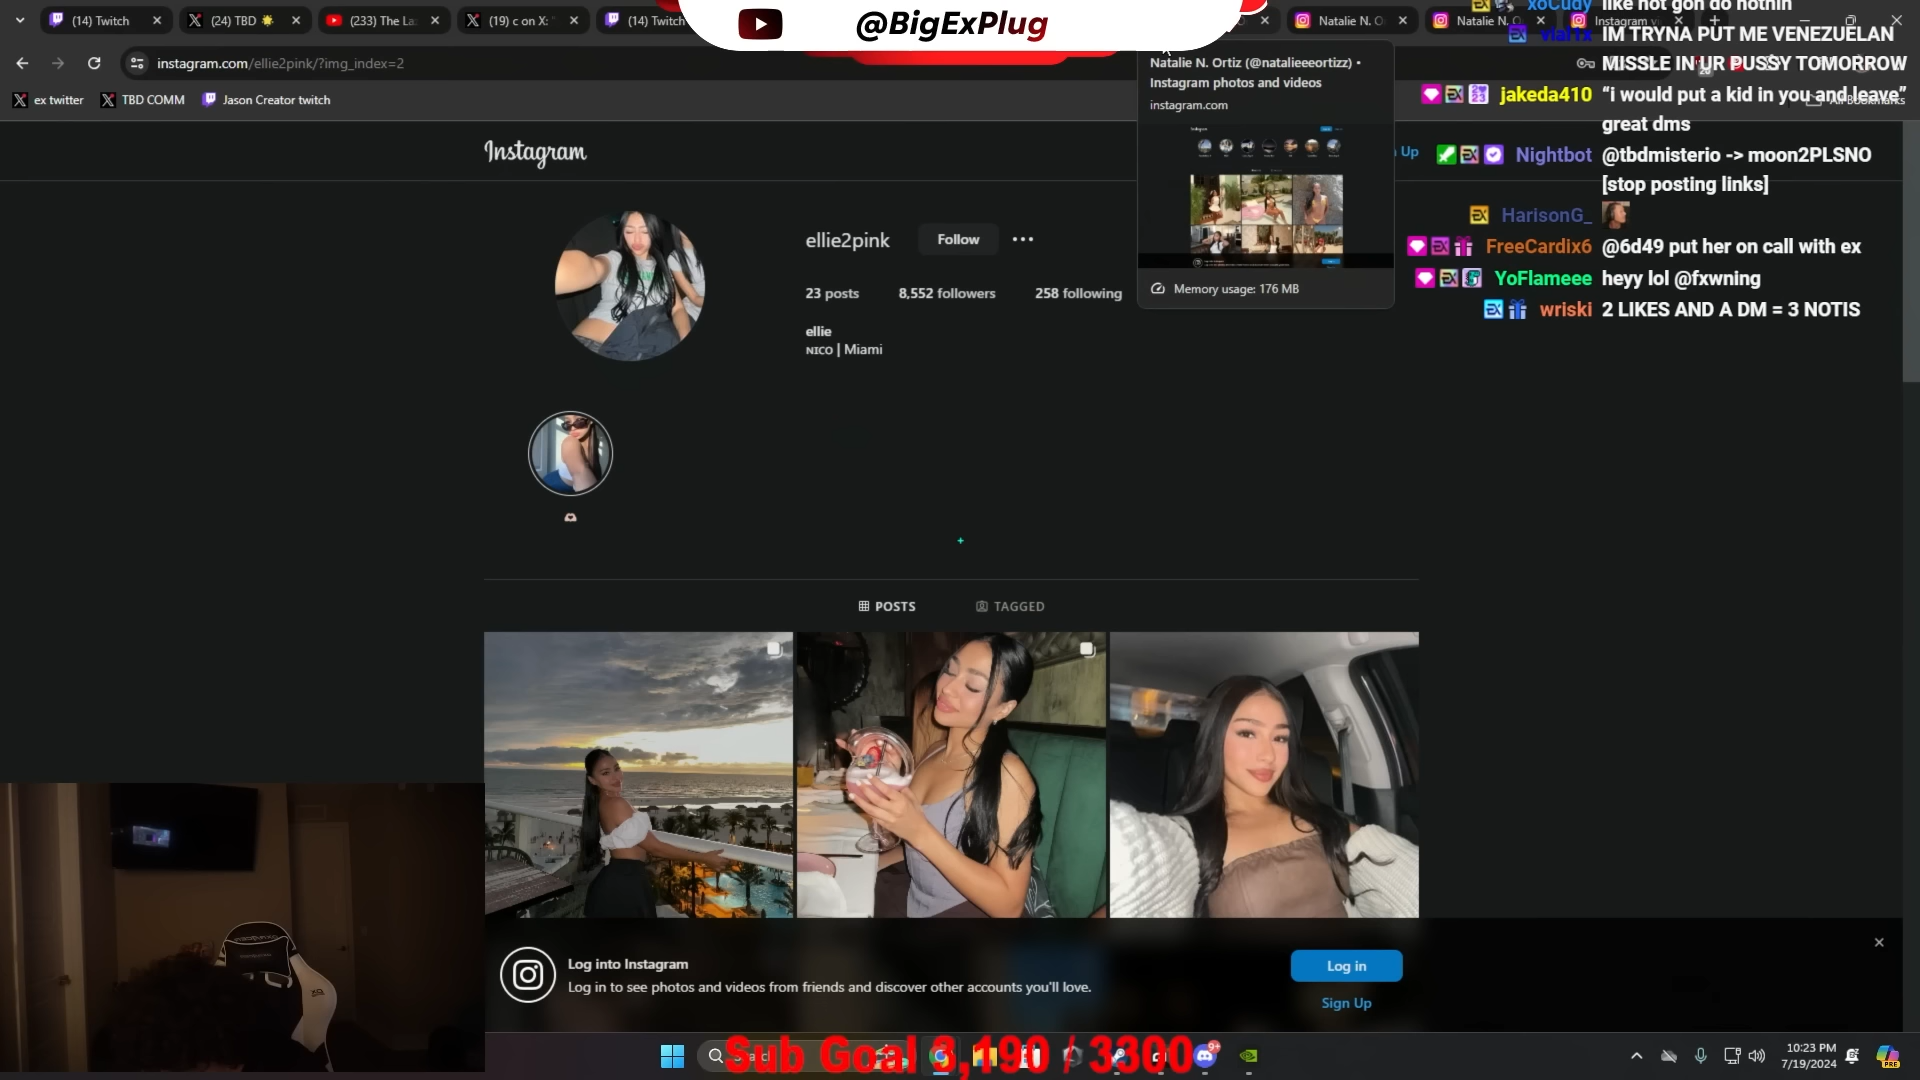 (14) Twitch
(24) TBD
(233) The La
(19) c on X: "
(14) Twitch
@BigExPlug
Natalie N. O
Natalie N. O
Instagram
instagram.com/ellie2pink/?img_index=2
ex twitter
TBD COMM
Jason Creator twitch
All Bookmarks
Natalie N. Ortiz (@natalieeeortizz) •
Instagram photos and videos
instagram.com
Memory usage: 176 MB
xoCudy like not gon do nothin
IM TRYNA PUT ME VENEZUELAN
MISSLE IN UR PUSSY TOMORROW
jakeda410 “i would put a kid in you and leave”
great dms
Nightbot @tbdmisterio -> moon2PLSNO
[stop posting links]
HarisonG_
FreeCardix6 @6d49 put her on call with ex
YoFlameee heyy lol @fxwning
wriski 2 LIKES AND A DM = 3 NOTIS
Instagram
Up
ellie2pink
Follow
23 posts
8,552 followers
258 following
ellie
ɴɪᴄᴏ | Miami
POSTS
TAGGED
Log into Instagram
Log in to see photos and videos from friends and discover other accounts you'll love.
Log in
Sign Up
Sub Goal 3,190 / 3300
9+
10:23 PM
7/19/2024